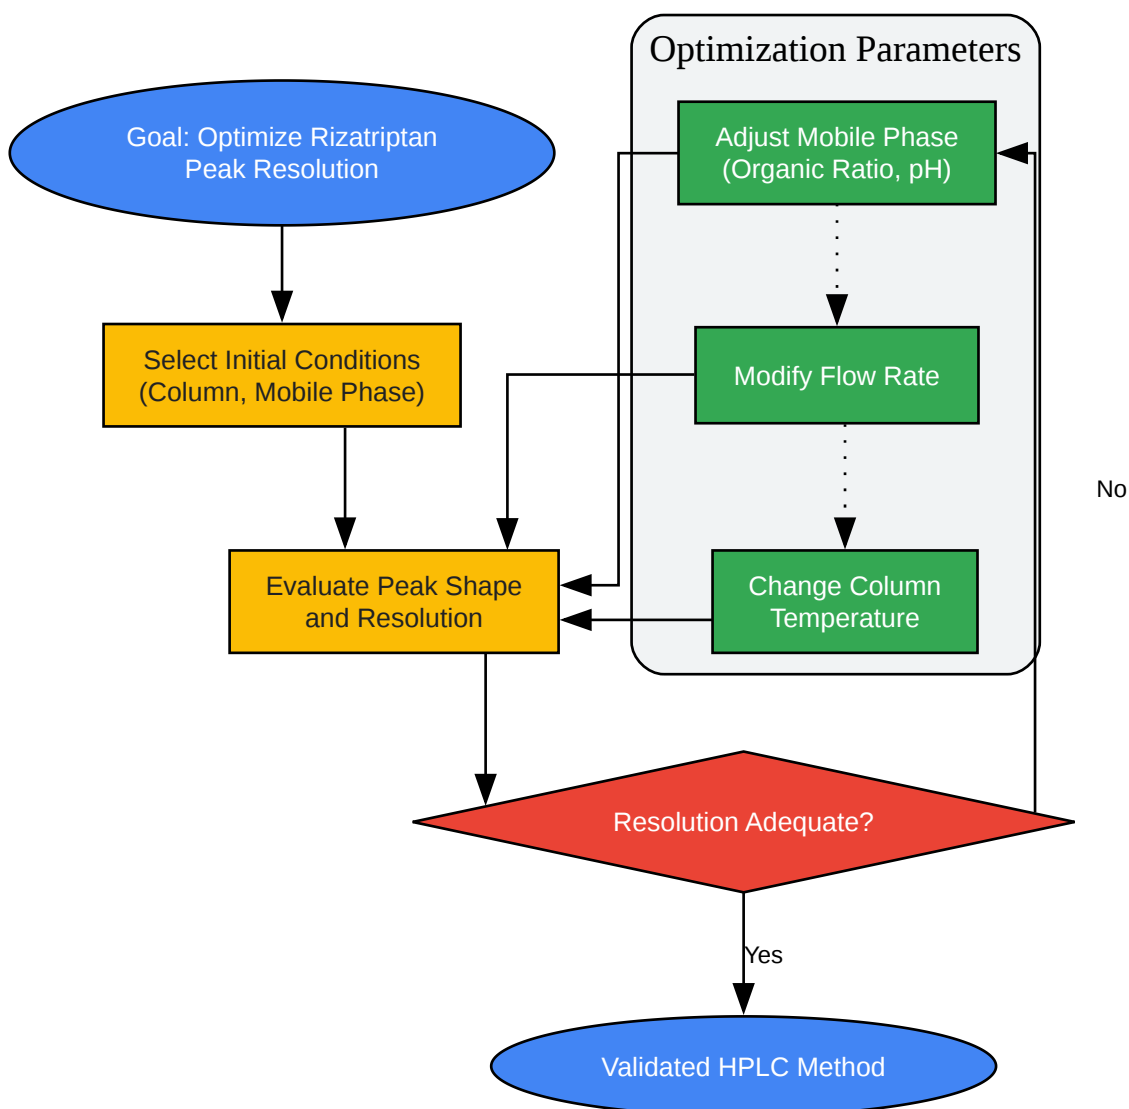 Optimization Parameters
Goal: Optimize Rizatriptan
Peak Resolution
Adjust Mobile Phase
(Organic Ratio, pH)
Select Initial Conditions
(Column, Mobile Phase)
Modify Flow Rate
No
Evaluate Peak Shape
and Resolution
Change Column
Temperature
Resolution Adequate?
Yes
Validated HPLC Method